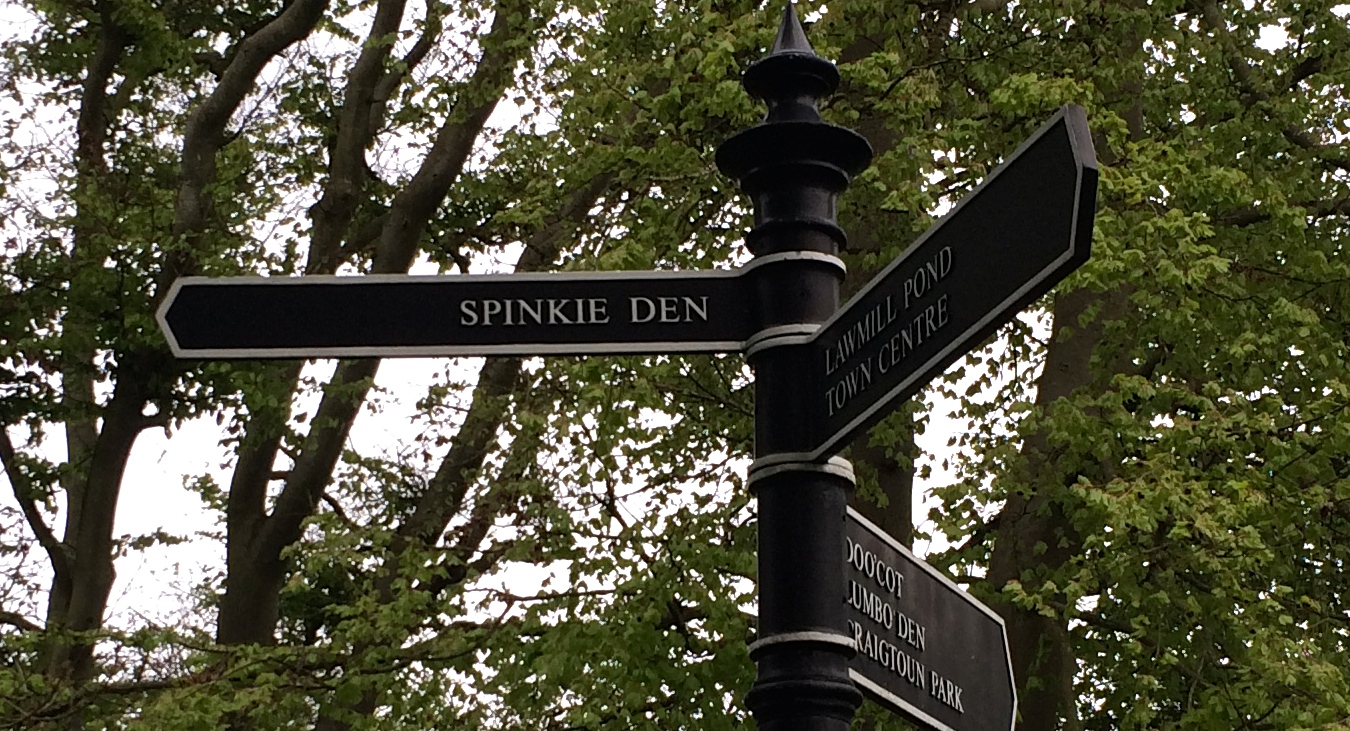 SPINKIE DEN
LAWMILL POND
TOWN CENTRE
DOO'COT
LUMBO DEN
CRAIGTOUN PARK